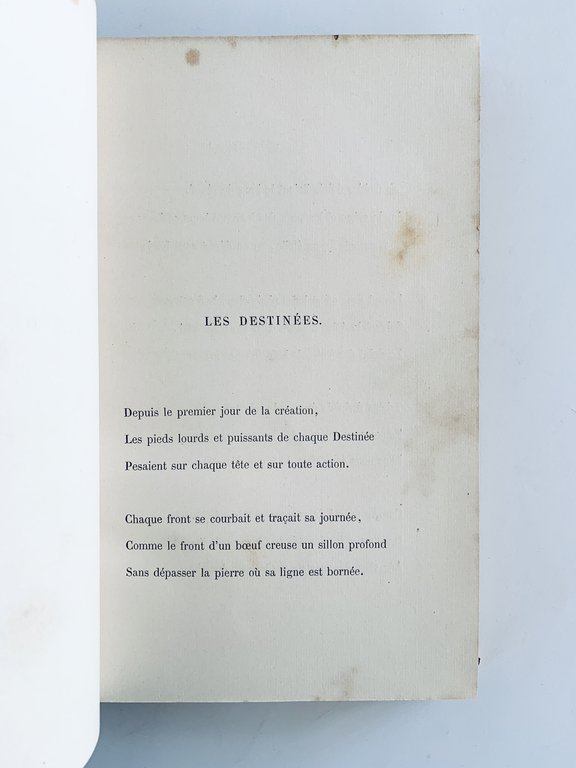 LES DESTINÉES.
Depuis le premier jour de la création,
Les pieds lourds et puissants de chaque Destinée
Pesaient sur chaque tête et sur toute action.
Chaque front se courbait et traçait sa journée,
Comme le front d'un bœuf creuse un sillon profond
Sans dépasser la pierre où sa ligne est bornée.